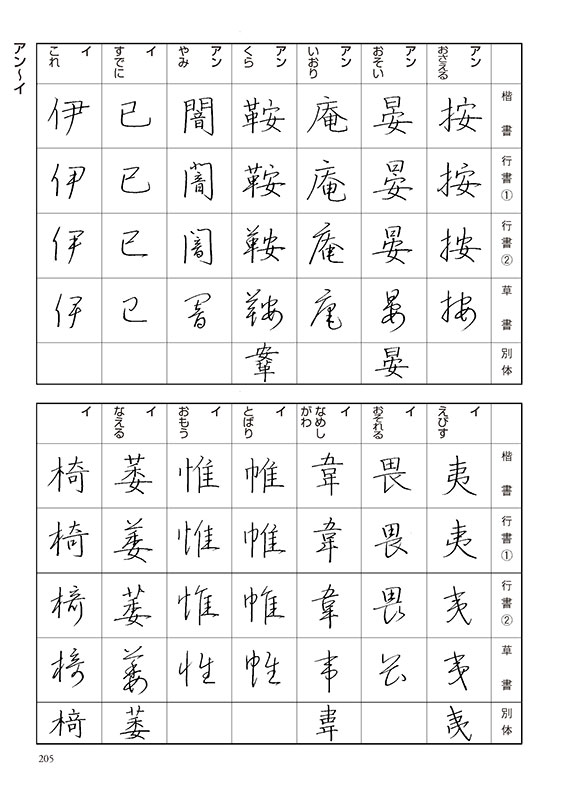 アン〜イ
楷書
行書①
行書②
草書
別体
アン
おさえる
按
按
按
按
アン
おそい
晏
晏
晏
晏
晏
アン
いおり
庵
庵
庵
庵
アン
くら
鞍
鞍
鞍
鞍
鞌
アン
やみ
闇
闇
闇
闇
イ
すでに
已
已
已
已
イ
これ
伊
伊
伊
伊
楷書
行書①
行書②
草書
別体
イ
えびす
夷
夷
夷
夷
夷
イ
おそれる
畏
畏
畏
畏
イ
なめし
がわ
韋
韋
韋
韋
韋
イ
とばり
帷
帷
帷
帷
イ
おもう
惟
惟
惟
惟
イ
なえる
萎
萎
萎
萎
萎
イ
椅
椅
椅
椅
椅
205